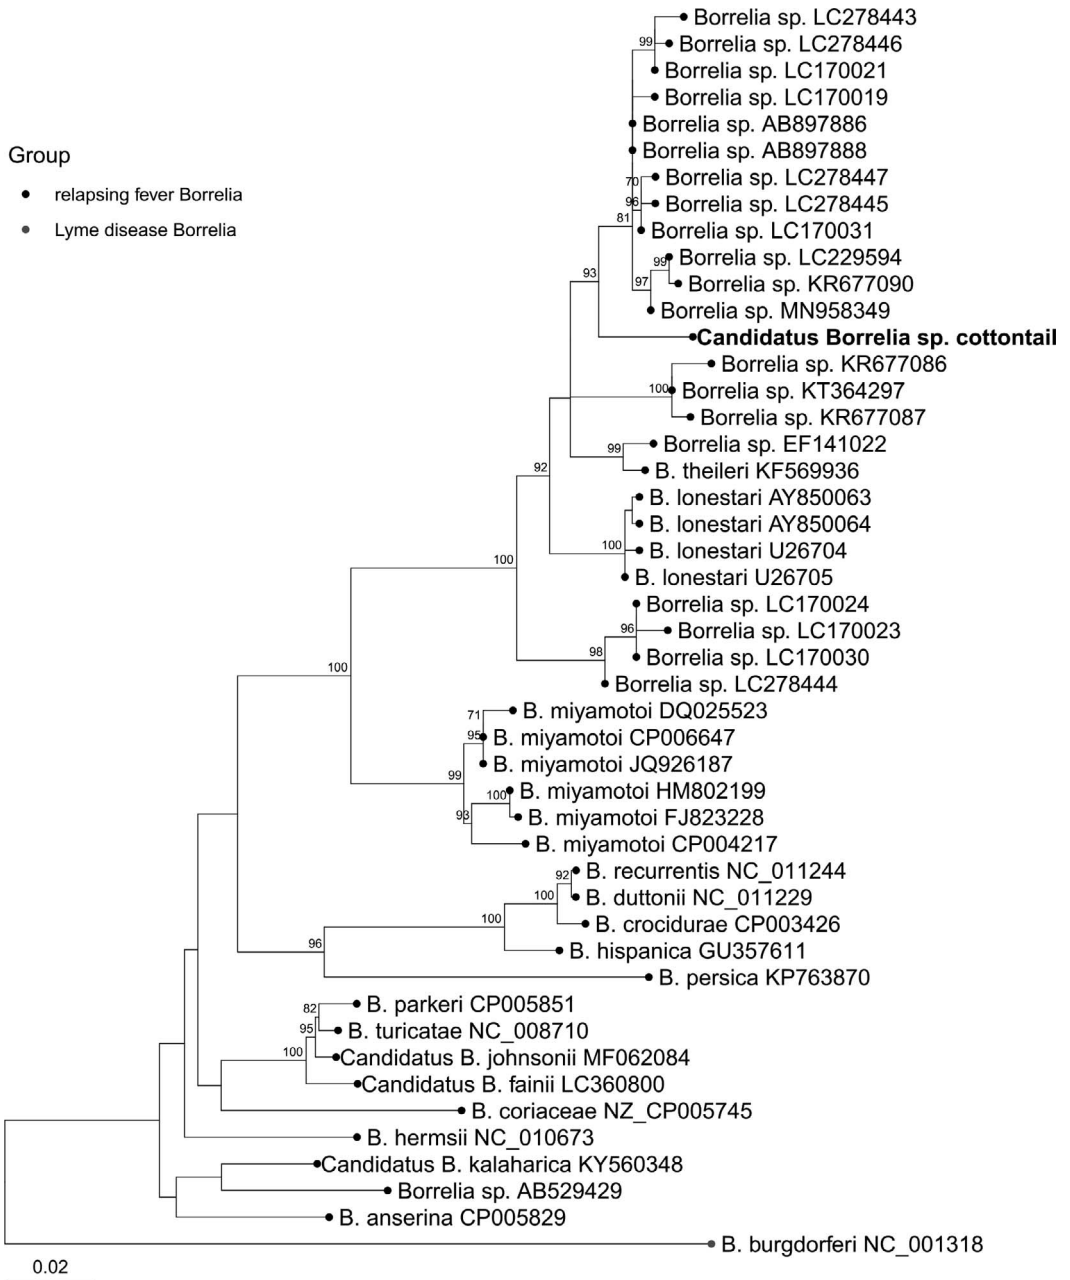 Borrelia sp. LC278443
99
Borrelia sp. LC278446
Borrelia sp. LC170021
Borrelia sp. LC170019
Borrelia sp. AB897886
Group
Borrelia sp. AB897888
relapsing fever Borrelia
70
Borrelia sp. LC278447
96
Borrelia sp. LC278445
Lyme disease Borrelia
81
Borrelia sp. LC170031
99
Borrelia sp. LC229594
93
97
Borrelia sp. KR677090
Borrelia sp. MN958349
Candidatus Borrelia sp. cottontail
Borrelia sp. KR677086
100
Borrelia sp. KT364297
Borrelia sp. KR677087
99
Borrelia sp. EF141022
92
B. theileri KF569936
B. lonestari AY850063
B. lonestari AY850064
100
B. lonestari U26704
100
B. lonestari U26705
Borrelia sp. LC170024
96
Borrelia sp. LC170023
98
Borrelia sp. LC170030
100
Borrelia sp. LC278444
71
B. miyamotoi DQ025523
95
B. miyamotoi CP006647
99
B. miyamotoi JQ926187
100
B. miyamotoi HM802199
93
B. miyamotoi FJ823228
B. miyamotoi CP004217
92
B. recurrentis NC_011244
100
B. duttonii NC_011229
100
B. crocidurae CP003426
96
B. hispanica GU357611
B. persica KP763870
82
B. parkeri CP005851
95
B. turicatae NC_008710
100
Candidatus B. johnsonii MF062084
Candidatus B. fainii LC360800
B. coriaceae NZ_CP005745
B. hermsii NC_010673
Candidatus B. kalaharica KY560348
Borrelia sp. AB529429
B. anserina CP005829
B. burgdorferi NC_001318
0.02